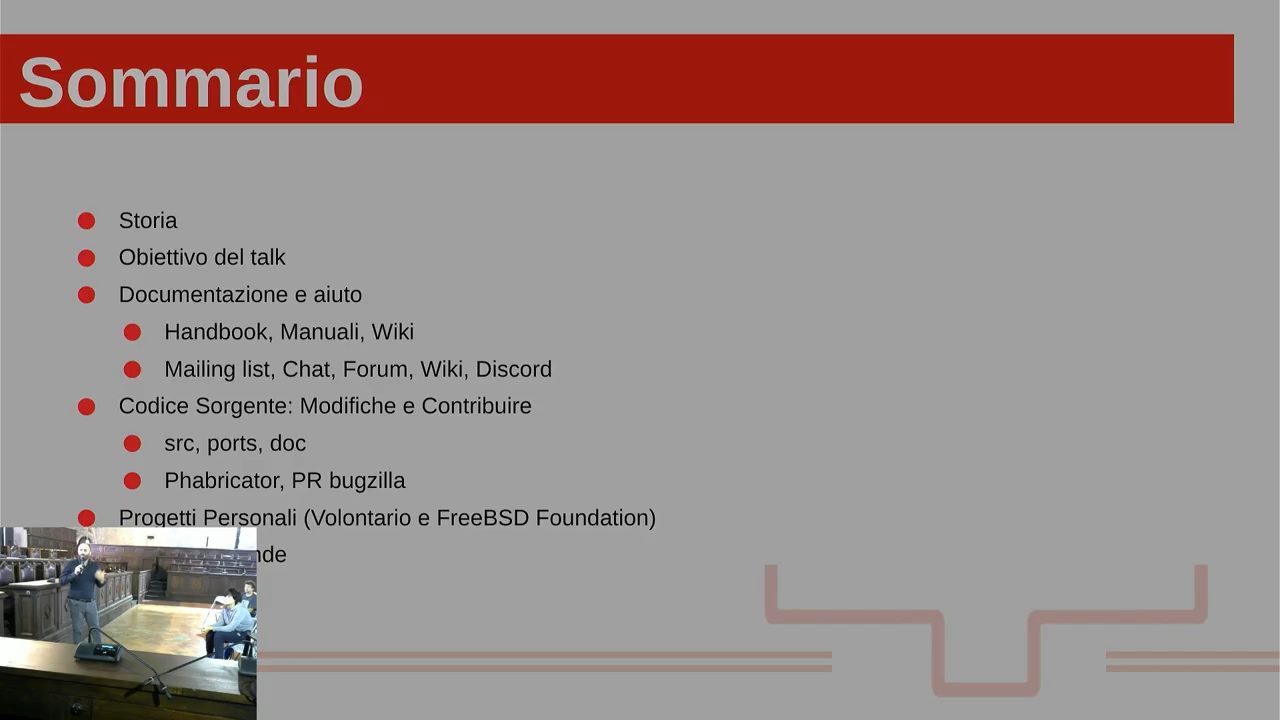 Sommario
Storia
Obiettivo del talk
Documentazione e aiuto
Handbook, Manuali, Wiki
Mailing list, Chat, Forum, Wiki, Discord
Codice Sorgente: Modifiche e Contribuire
src, ports, doc
Phabricator, PR bugzilla
Progetti Personali (Volontario e FreeBSD Foundation)